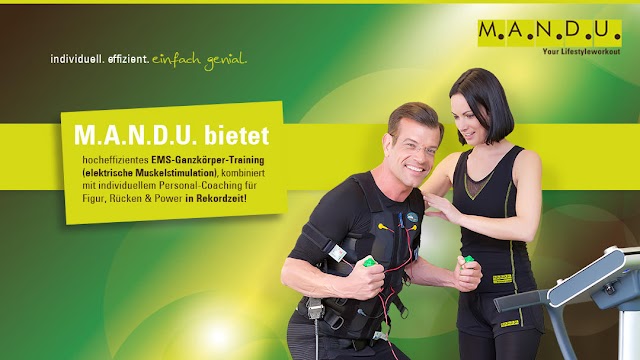 individuell. effizient. einfach genial.
M.A.N.D.U.
Your Lifestyleworkout
M.A.N.D.U. bietet
hocheffizientes EMS-Ganzkörper-Training
(elektrische Muskelstimulation), kombiniert
mit individuellem Personal-Coaching für
Figur, Rücken & Power in Rekordzeit!